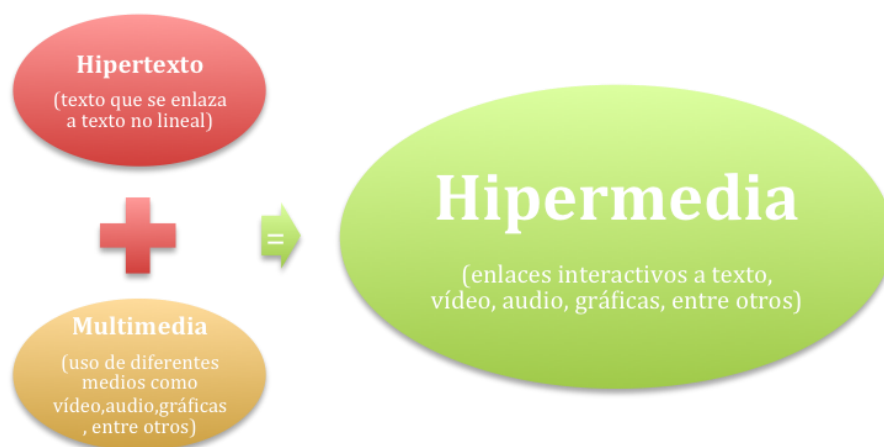 Hipertexto
(texto que se enlaza
a texto no lineal)
=
Multimedia
(uso de diferentes
medios como
vídeo,audio,gráficas
, entre otros)
Hipermedia
(enlaces interactivos a texto,
vídeo, audio, gráficas, entre otros)